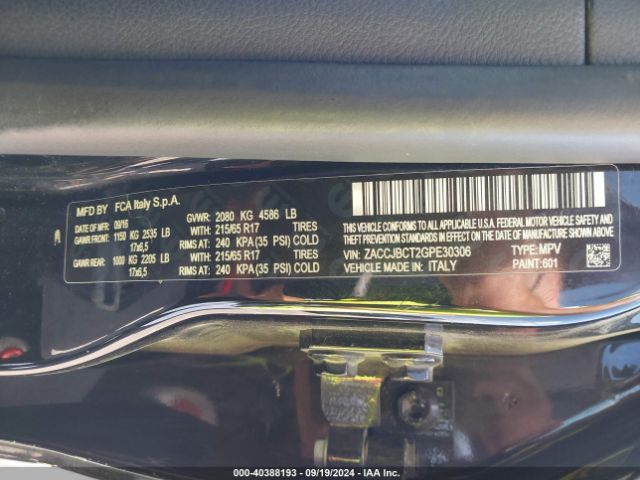 MFD BY FCA Italy S.p.A.
DATE OF MFR: 09/16 GVWR: 2080 KG 4586 LB
GAWR FRONT: 1150 KG 2535 LB WITH: 215/65 R17 TIRES
17x6,5 RIMS AT: 240 KPA(35 PSI) COLD
GAWR REAR: 1000 KG 2205 LB WITH: 215/65 R17 TIRES
17x6,5 RIMS AT: 240 KPA(35 PSI) COLD
THIS VEHICLE CONFORMS TO ALL APPLICABLE U.S. FEDERAL MOTOR VEHICLE SAFETY
AND THEFT PREVENTION STANDARDS IN EFFECT ON THE DATE OF MANUFACTURE SHOWN ABOVE
VIN: ZACCJBCT2GPE30306 TYPE: MPV
VEHICLE MADE IN: ITALY PAINT: 601
000-40388193 - 09/19/2024 - IAA Inc.